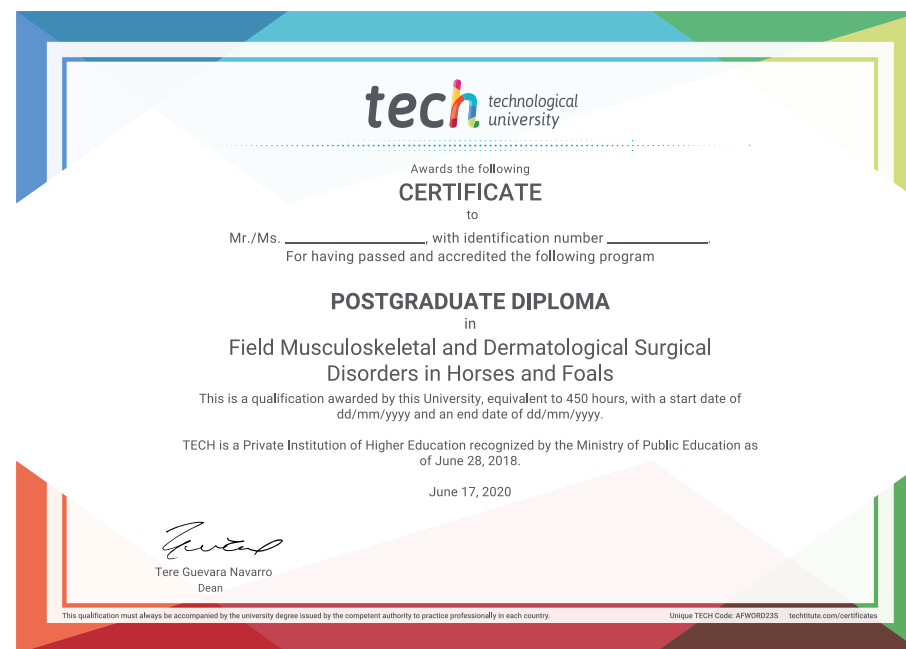 tech technological
university
Awards the following
CERTIFICATE
to
Mr./Ms. ____________________, with identification number ______________.
For having passed and accredited the following program
POSTGRADUATE DIPLOMA
in
Field Musculoskeletal and Dermatological Surgical
Disorders in Horses and Foals
This is a qualification awarded by this University, equivalent to 450 hours, with a start date of
dd/mm/yyyy and an end date of dd/mm/yyyy.
TECH is a Private Institution of Higher Education recognized by the Ministry of Public Education as
of June 28, 2018.
June 17, 2020
Tere Guevara Navarro
Dean
This qualification must always be accompanied by the university degree issued by the competent authority to practice professionally in each country.
Unique TECH Code: AFWORD23S techtitute.com/certificates